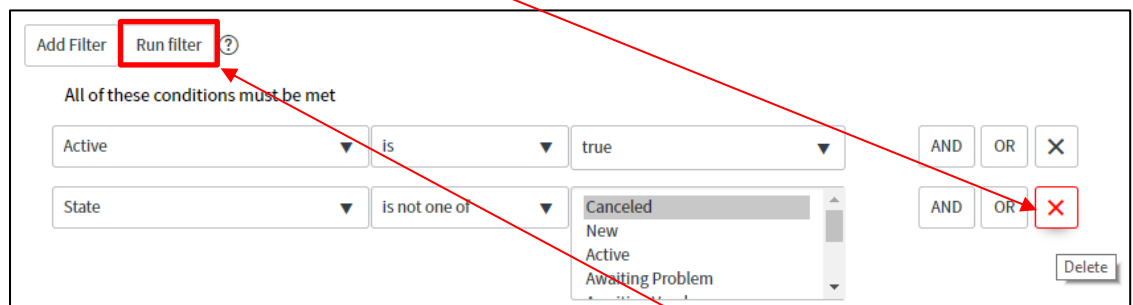 Add Filter Run filter ?
All of these conditions must be met
Active is true AND OR ×
State is not one of Canceled AND OR ×
New
Active
Awaiting Problem
Delete